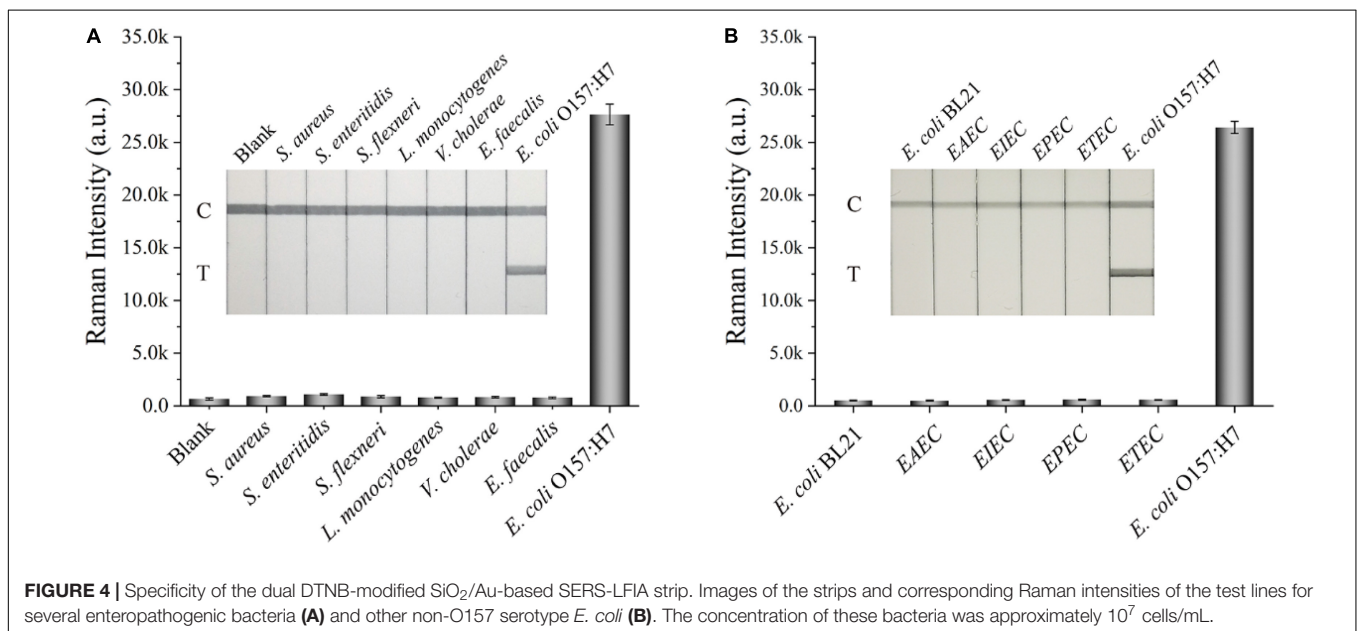 A
Raman Intensity (a.u.)
35.0k
30.0k
25.0k
20.0k
15.0k
10.0k
5.0k
0.0
Blank
S. aureus
S. enteritidis
S. flexneri
L. monocytogenes
V. cholerae
E. faecalis
E. coli O157:H7
C
T
Blank
S. aureus
S. enteritidis
S. flexneri
L. monocytogenes
V. cholerae
E. faecalis
E. coli O157:H7
B
Raman Intensity (a.u.)
35.0k
30.0k
25.0k
20.0k
15.0k
10.0k
5.0k
0.0
E. coli BL21
EAEC
EIEC
EPEC
ETEC
E. coli O157:H7
C
T
E. coli BL21
EAEC
EIEC
EPEC
ETEC
E. coli O157:H7
FIGURE 4 | Specificity of the dual DTNB-modified SiO₂/Au-based SERS-LFIA strip. Images of the strips and corresponding Raman intensities of the test lines for
several enteropathogenic bacteria (A) and other non-O157 serotype E. coli (B). The concentration of these bacteria was approximately 10⁷ cells/mL.